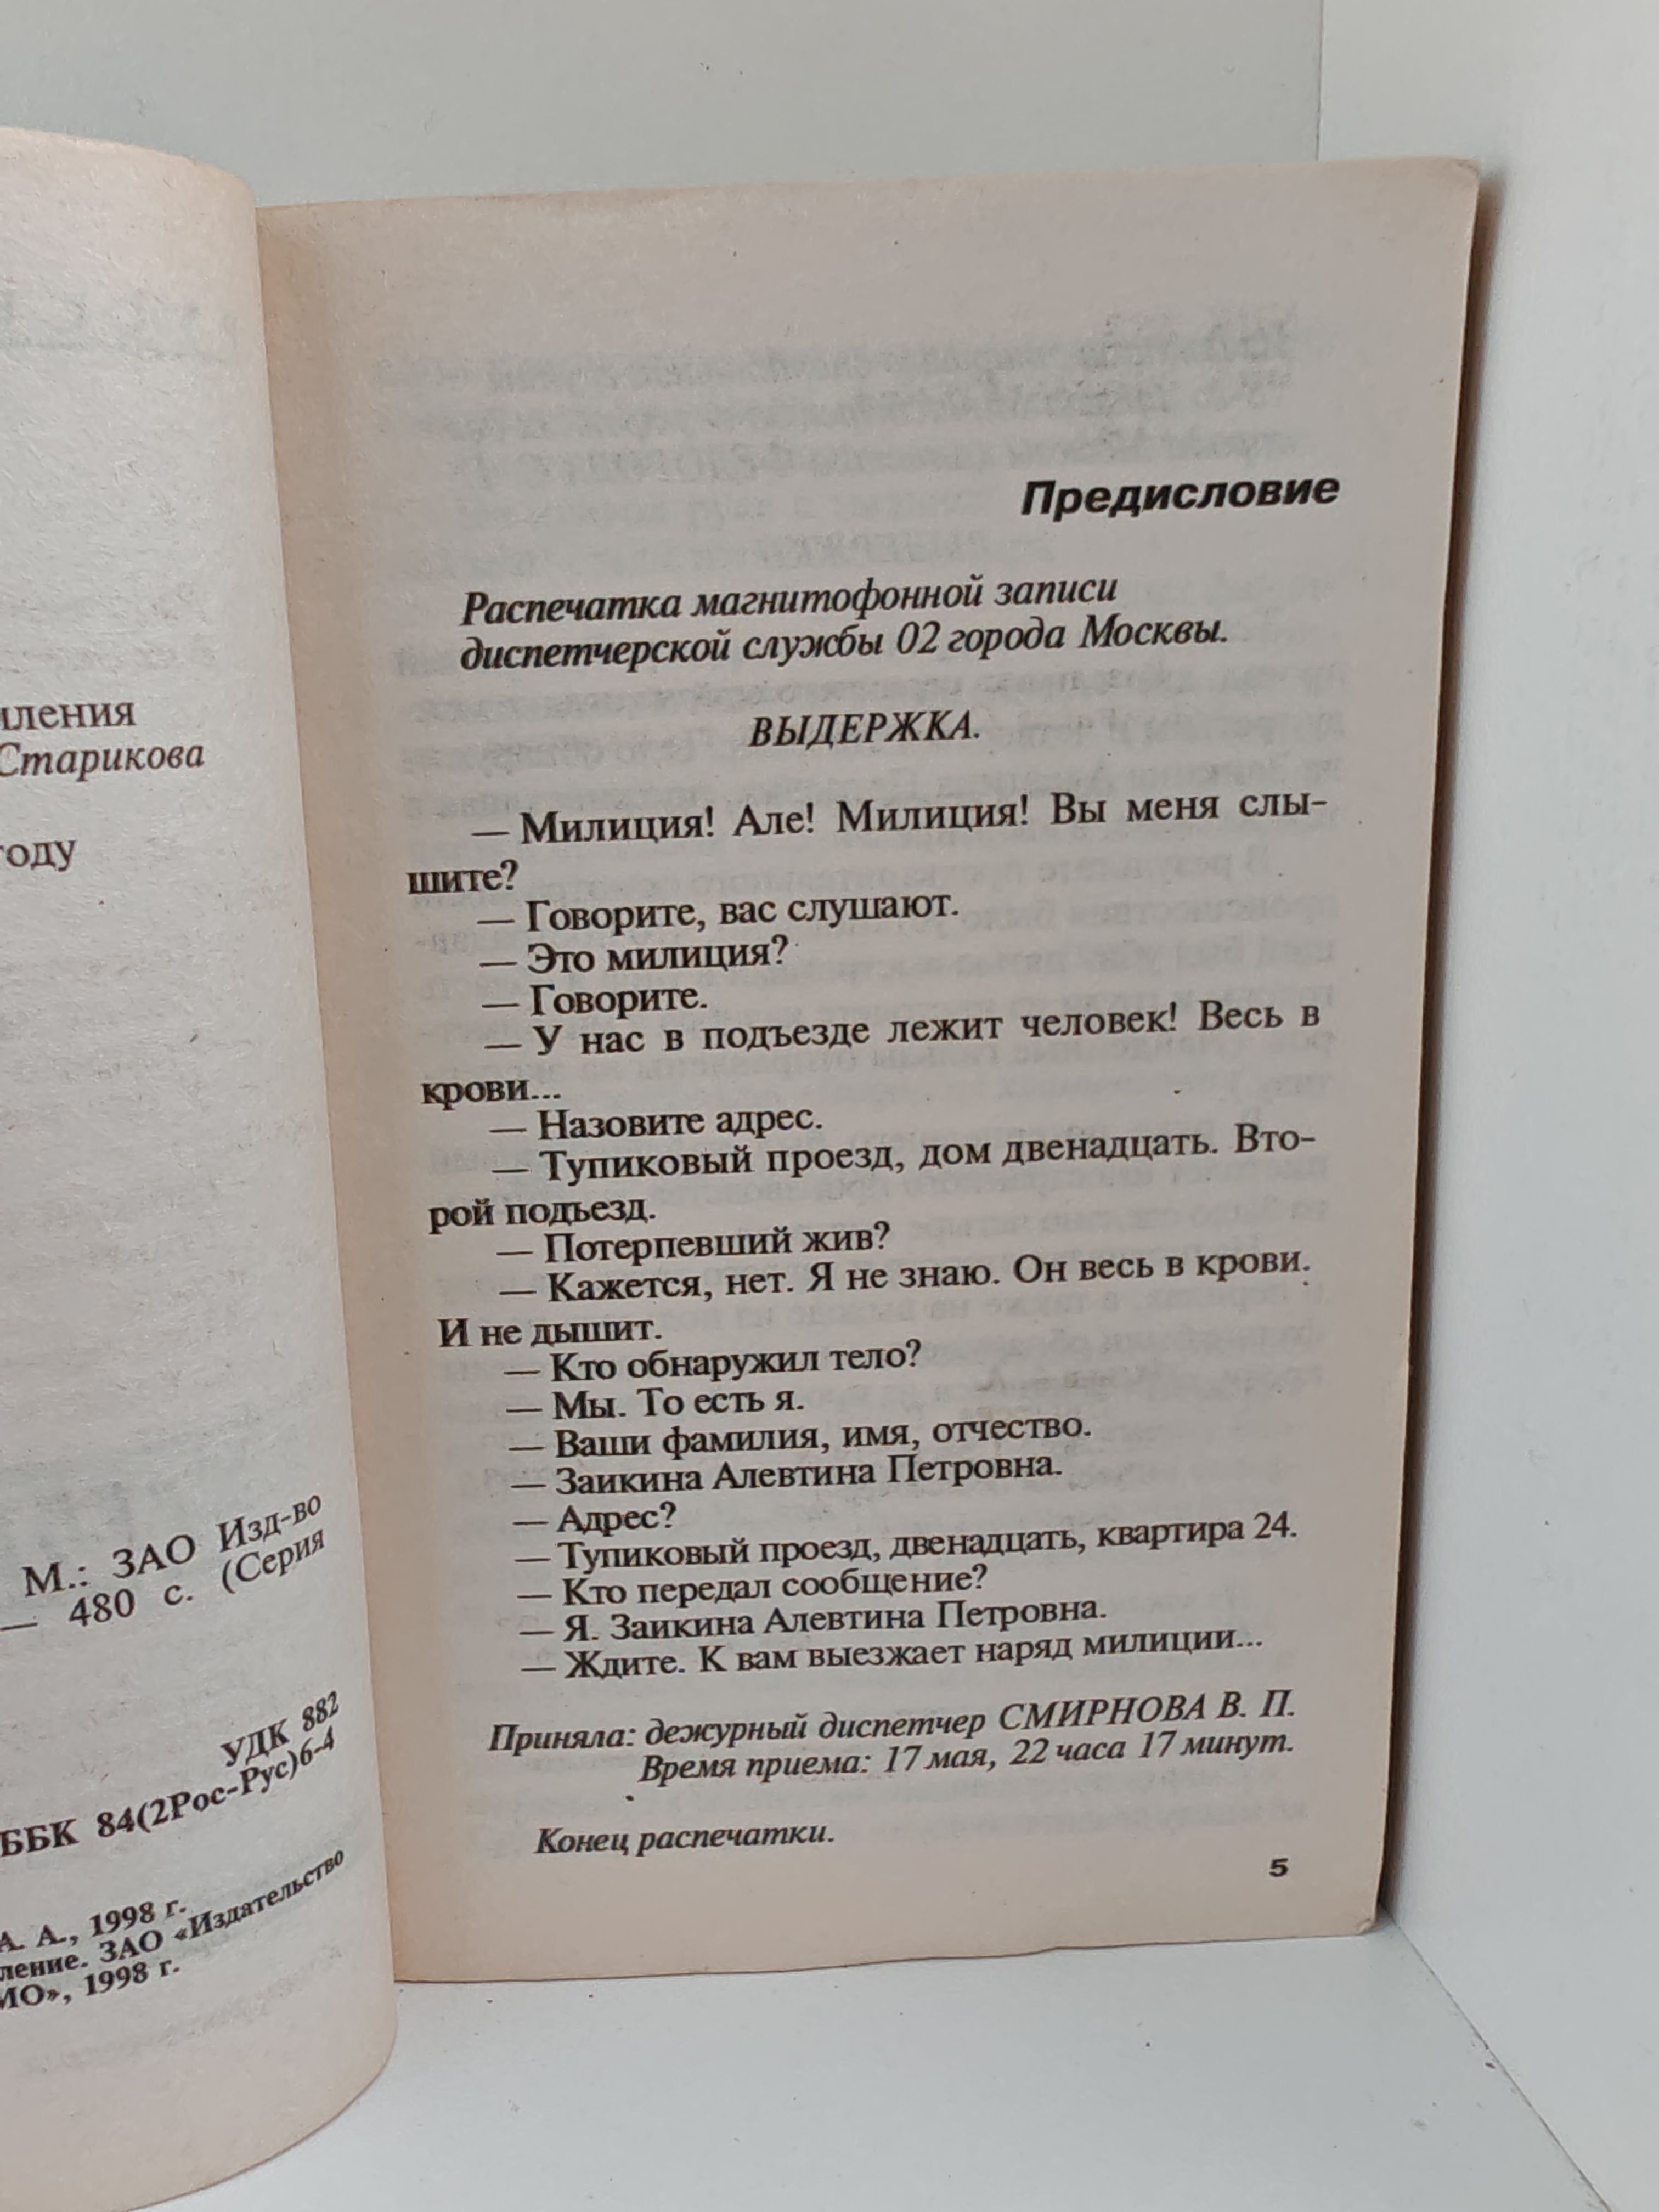 мления
Старикова
году
М.: ЗАО Изд-во
— 480 с. (Серия
УДК 882
ББК 84(2Рос-Рус)6-4
А. А., 1998 г.
ление. ЗАО «Издательство
МО», 1998 г.
Предисловие
Распечатка магнитофонной записи
диспетчерской службы 02 города Москвы.
ВЫДЕРЖКА.
— Милиция! Але! Милиция! Вы меня слы-
шите?
— Говорите, вас слушают.
— Это милиция?
— Говорите.
— У нас в подъезде лежит человек! Весь в
крови...
— Назовите адрес.
— Тупиковый проезд, дом двенадцать. Вто-
рой подъезд.
— Потерпевший жив?
— Кажется, нет. Я не знаю. Он весь в крови.
И не дышит.
— Кто обнаружил тело?
— Мы. То есть я.
— Ваши фамилия, имя, отчество.
— Заикина Алевтина Петровна.
— Адрес?
— Тупиковый проезд, двенадцать, квартира 24.
— Кто передал сообщение?
— Я. Заикина Алевтина Петровна.
— Ждите. К вам выезжает наряд милиции...
Приняла: дежурный диспетчер СМИРНОВА В. П.
Время приема: 17 мая, 22 часа 17 минут.
Конец распечатки.
5